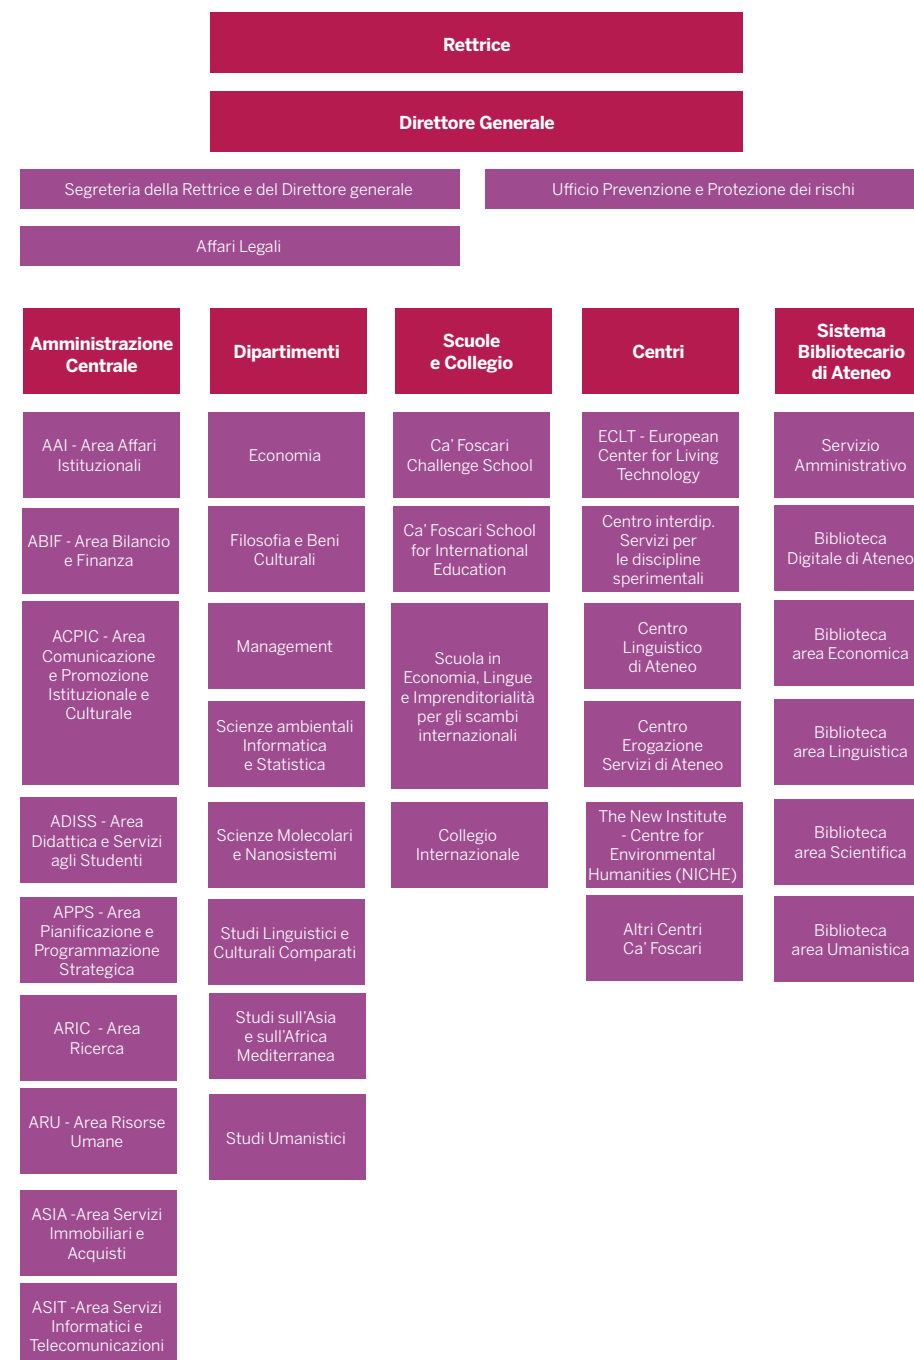 Rettrice
Direttore Generale
Segreteria della Rettrice e del Direttore generale
Ufficio Prevenzione e Protezione dei rischi
Affari Legali
Amministrazione
Centrale
Dipartimenti
Scuole
e Collegio
Centri
Sistema
Bibliotecario
di Ateneo
AAI - Area Affari
Istituzionali
ABIF - Area Bilancio
e Finanza
ACPIC - Area
Comunicazione
e Promozione
Istituzionale e
Culturale
ADISS - Area
Didattica e Servizi
agli Studenti
APPS - Area
Pianificazione e
Programmazione
Strategica
ARIC  - Area
Ricerca
ARU - Area Risorse
Umane
ASIA -Area Servizi
Immobiliari e
Acquisti
ASIT -Area Servizi
Informatici e
Telecomunicazioni
Economia
Filosofia e Beni
Culturali
Management
Scienze ambientali
Informatica
e Statistica
Scienze Molecolari
e Nanosistemi
Studi Linguistici e
Culturali Comparati
Studi sull'Asia
e sull'Africa
Mediterranea
Studi Umanistici
Ca' Foscari
Challenge School
Ca' Foscari School
for International
Education
Scuola in
Economia, Lingue
e Imprenditorialità
per gli scambi
internazionali
Collegio
Internazionale
ECLT - European
Center for Living
Technology
Centro interdip.
Servizi per
le discipline
sperimentali
Centro
Linguistico
di Ateneo
Centro
Erogazione
Servizi di Ateneo
The New Institute
- Centre for
Environmental
Humanities (NICHE)
Altri Centri
Ca' Foscari
Servizio
Amministrativo
Biblioteca
Digitale di Ateneo
Biblioteca
area Economica
Biblioteca
area Linguistica
Biblioteca
area Scientifica
Biblioteca
area Umanistica